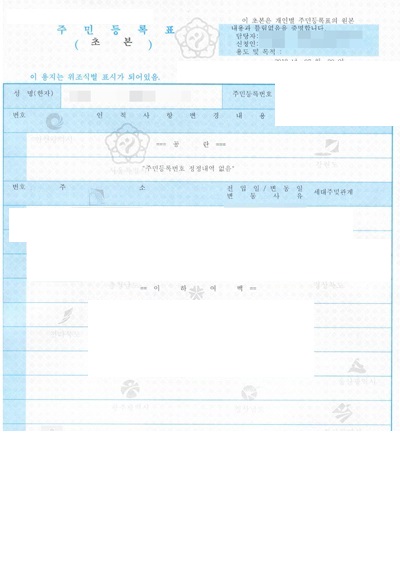 주 민 등 록 표
( 초 본 )
이 초본은 개인별 주민등록표의 원본
내용과 틀림없음을 증명합니다
담당자:
신청인:
용도 및 목적 :
이 용지는 위조식별 표시가 되어있음.
성 명(한자)
주민등록번호
번호 인 적 사 항 변 경 내 용
=== 공 란 ===
"주민등록번호 정정내역 없음"
번호 주 소 전 입 일 / 변 동 일 세대주및관계
변 동 사 유
== 이 하 여 백 ==